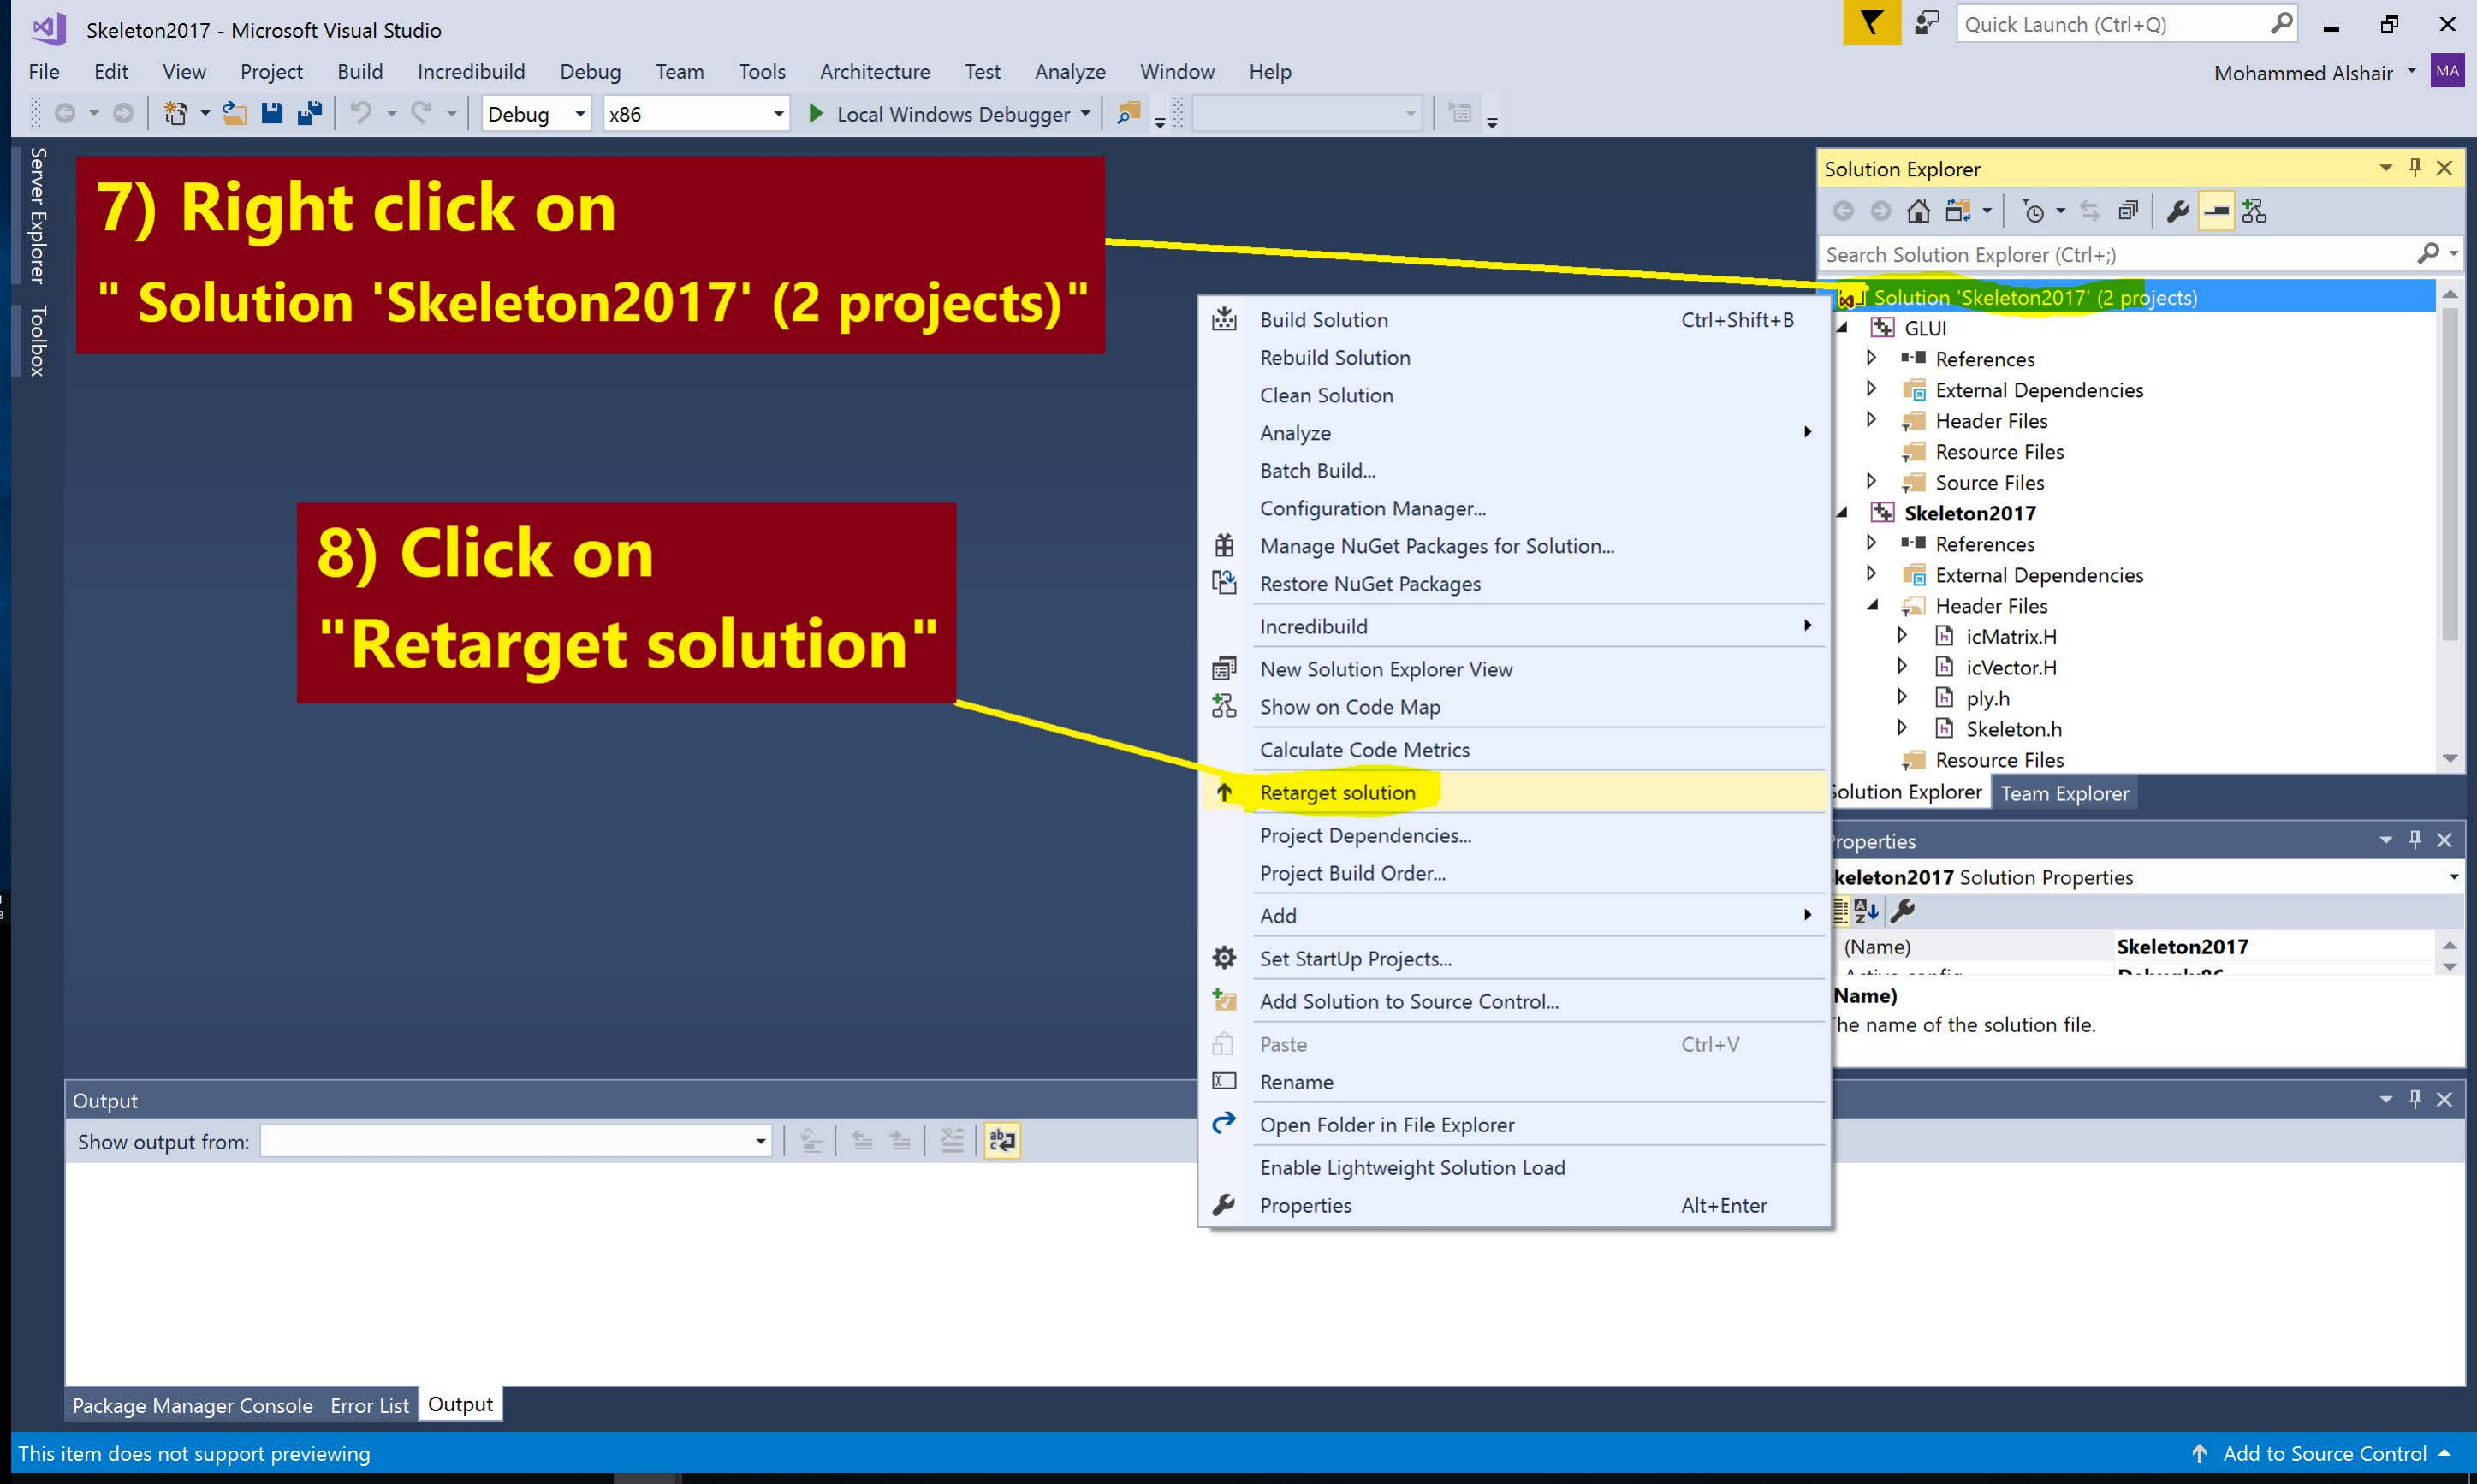 Skeleton2017 - Microsoft Visual Studio
Quick Launch (Ctrl+Q)
File Edit View Project Build Incredibuild Debug Team Tools Architecture Test Analyze Window Help
Mohammed Alshair MA
Debug x86 Local Windows Debugger
Server Explorer
Toolbox
7) Right click on
" Solution 'Skeleton2017' (2 projects)"
8) Click on
"Retarget solution"
Build Solution Ctrl+Shift+B
Rebuild Solution
Clean Solution
Analyze
Batch Build...
Configuration Manager...
Manage NuGet Packages for Solution...
Restore NuGet Packages
Incredibuild
New Solution Explorer View
Show on Code Map
Calculate Code Metrics
Retarget solution
Project Dependencies...
Project Build Order...
Add
Set StartUp Projects...
Add Solution to Source Control...
Paste Ctrl+V
Rename
Open Folder in File Explorer
Enable Lightweight Solution Load
Properties Alt+Enter
Solution Explorer
Search Solution Explorer (Ctrl+;)
Solution 'Skeleton2017' (2 projects)
GLUI
References
External Dependencies
Header Files
Resource Files
Source Files
Skeleton2017
References
External Dependencies
Header Files
icMatrix.H
icVector.H
ply.h
Skeleton.h
Resource Files
olution Explorer Team Explorer
roperties
keleton2017 Solution Properties
(Name) Skeleton2017
Name)
he name of the solution file.
Output
Show output from:
Package Manager Console Error List Output
This item does not support previewing
Add to Source Control